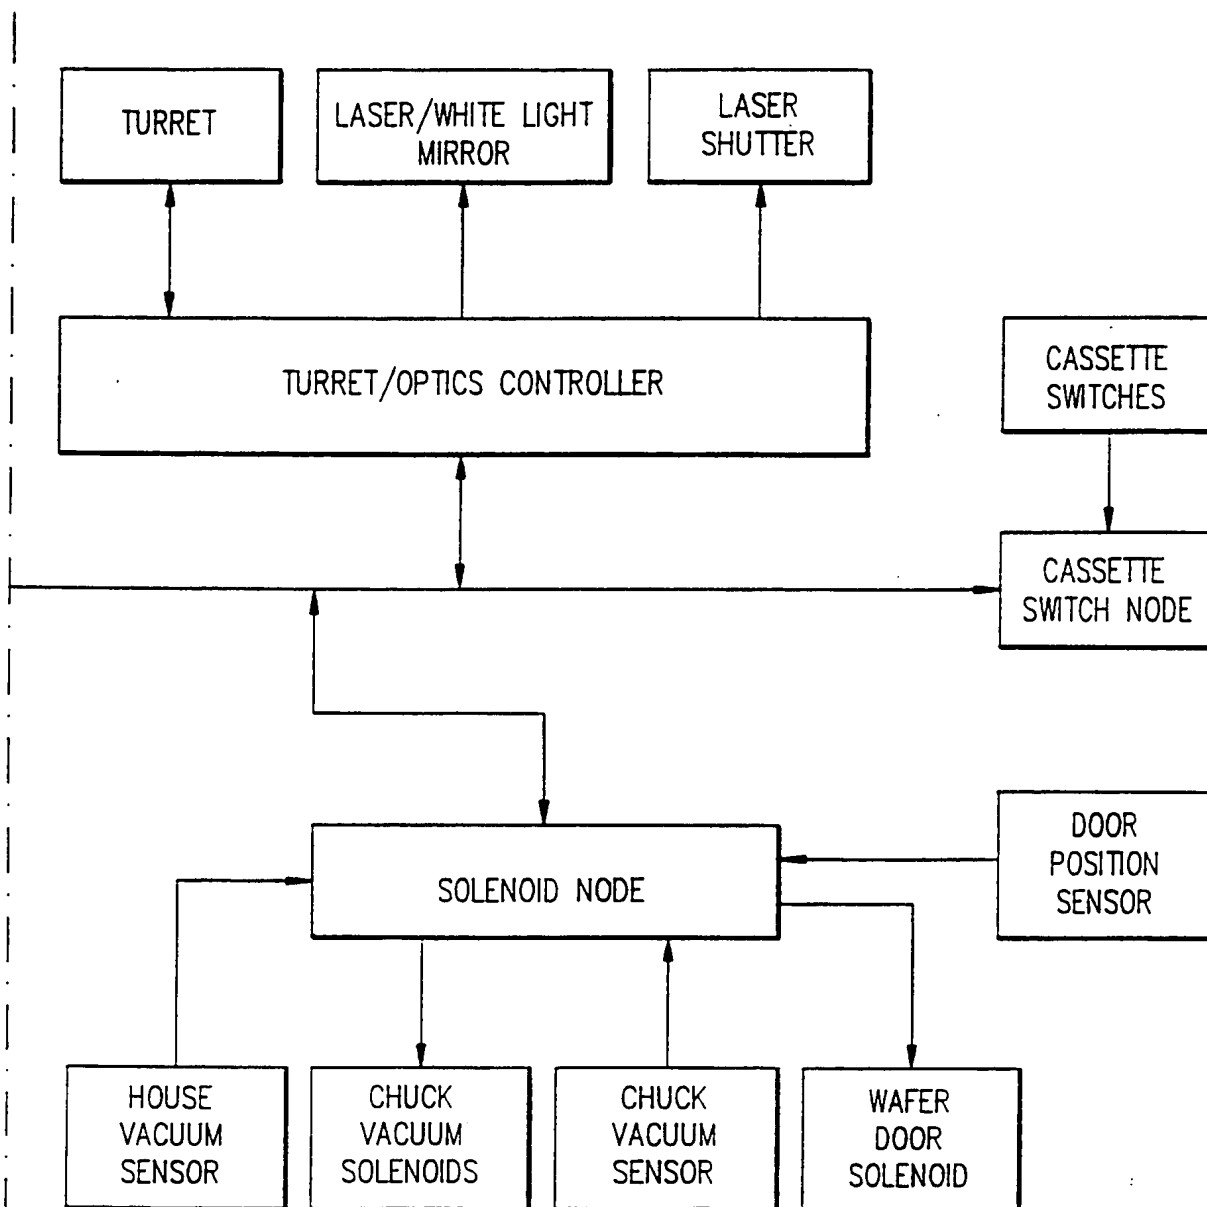 TURRET
LASER/WHITE LIGHT
MIRROR
LASER
SHUTTER
TURRET/OPTICS CONTROLLER
CASSETTE
SWITCHES
CASSETTE
SWITCH NODE
DOOR
POSITION
SENSOR
SOLENOID NODE
HOUSE
VACUUM
SENSOR
CHUCK
VACUUM
SOLENOIDS
CHUCK
VACUUM
SENSOR
WAFER
DOOR
SOLENOID